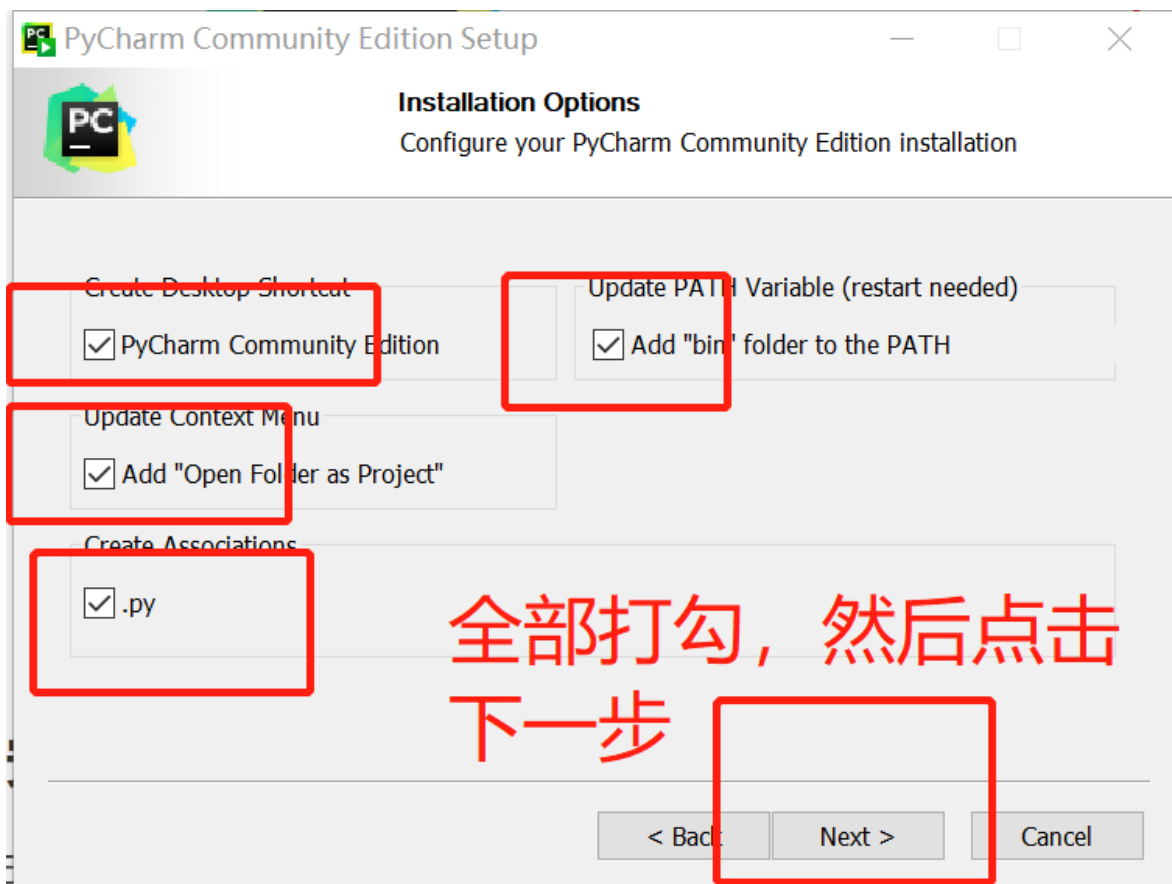 PyCharm Community Edition Setup
PC
Installation Options
Configure your PyCharm Community Edition installation
Create Desktop Shortcut
PyCharm Community Edition
Update PATH Variable (restart needed)
Add "bin" folder to the PATH
Update Context Menu
Add "Open Folder as Project"
Create Associations
.py
全部打勾，然后点击
下一步
< Back
Next >
Cancel